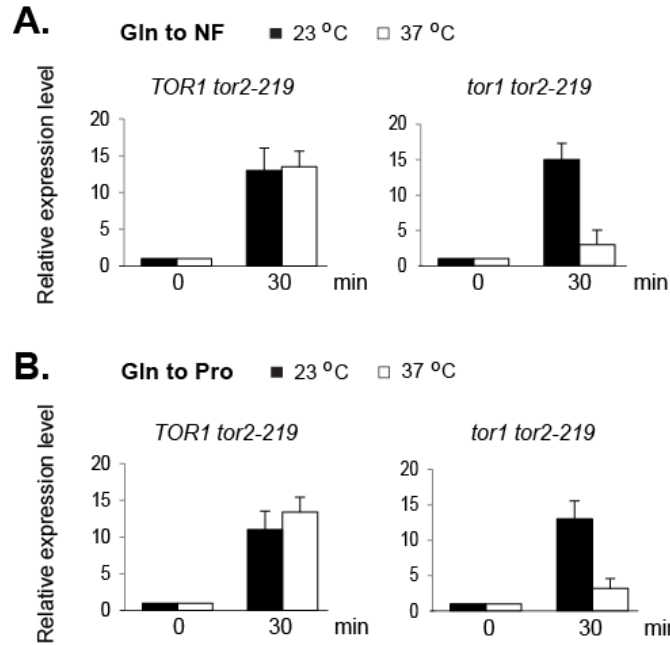 A.
Gln to NF ■ 23 °C □ 37 °C
TOR1 tor2-219
tor1 tor2-219
Relative expression level
20
15
10
5
0
0 30 min
20
15
10
5
0
0 30 min
B.
Gln to Pro ■ 23 °C □ 37 °C
TOR1 tor2-219
tor1 tor2-219
Relative expression level
20
15
10
5
0
0 30 min
20
15
10
5
0
0 30 min